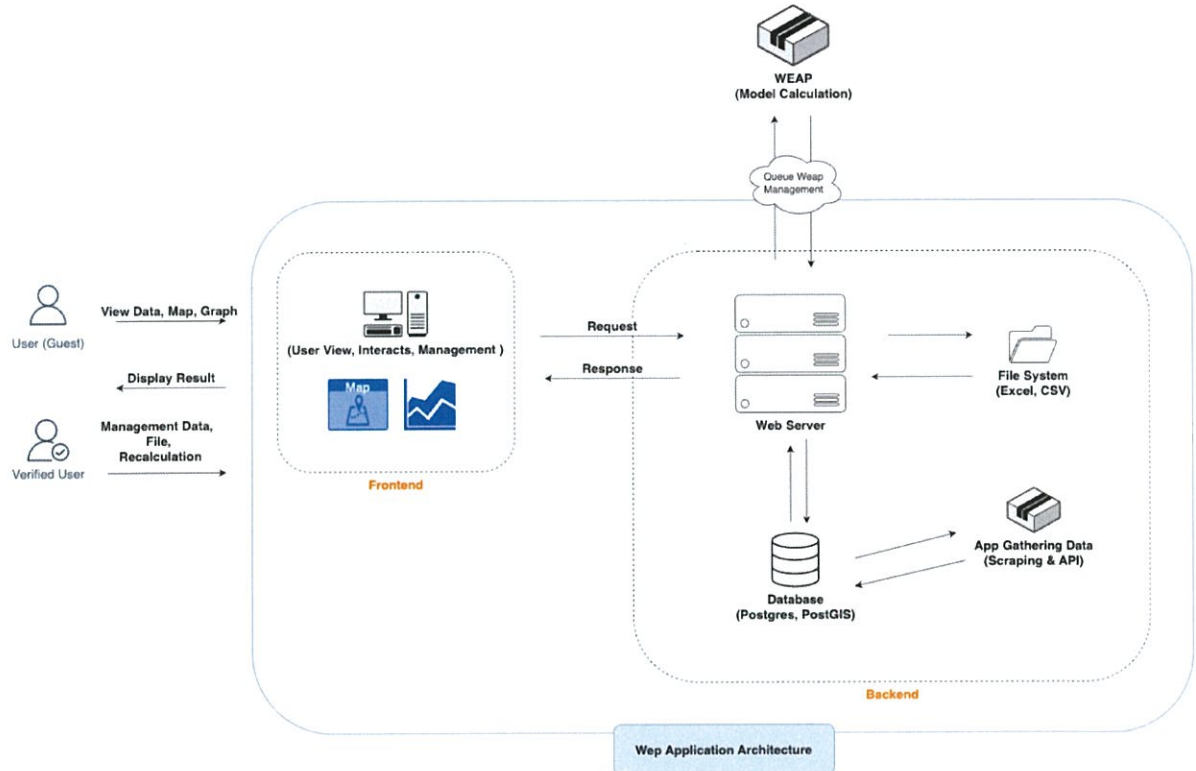 WEAP
(Model Calculation)
Queue Weap
Management
User (Guest)
View Data, Map, Graph
Display Result
Verified User
Management Data,
File,
Recalculation
(User View, Interacts, Management )
Map
Frontend
Request
Response
Web Server
File System
(Excel, CSV)
App Gathering Data
(Scraping & API)
Database
(Postgres, PostGIS)
Backend
Wep Application Architecture